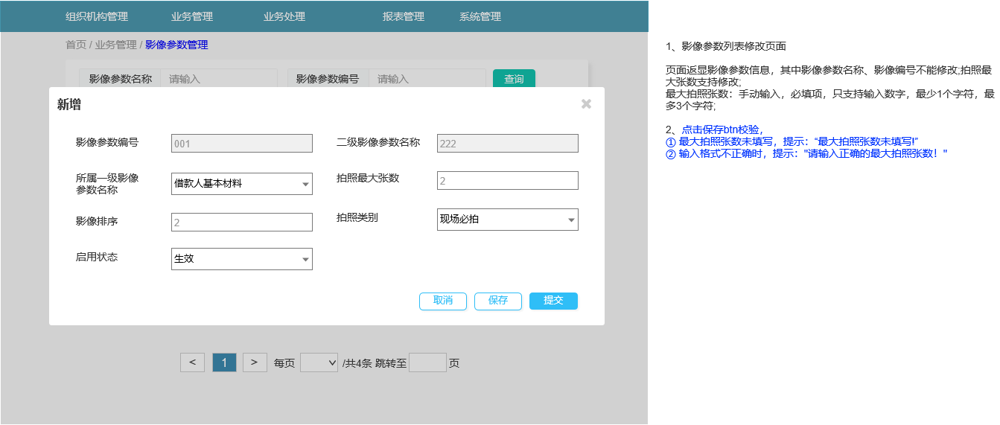 组织机构管理 业务管理 业务处理 报表管理 系统管理
首页 / 业务管理 / 影像参数管理
影像参数名称 请输入 影像参数编号 请输入 查询
新增
影像参数编号 001 二级影像参数名称 222
所属一级影像
参数名称 借款人基本材料 拍照最大张数 2
影像排序 2 拍照类别 现场必拍
启用状态 生效
取消 保存 提交
< 1 > 每页 /共4条 跳转至 页
1、影像参数列表修改页面
页面返显影像参数信息，其中影像参数名称、影像编号不能修改;拍照最
大张数支持修改;
最大拍照张数：手动输入，必填项，只支持输入数字，最少1个字符，最
多3个字符;
2、点击保存btn校验，
① 最大拍照张数未填写，提示：“最大拍照张数未填写!”
② 输入格式不正确时，提示："请输入正确的最大拍照张数！"